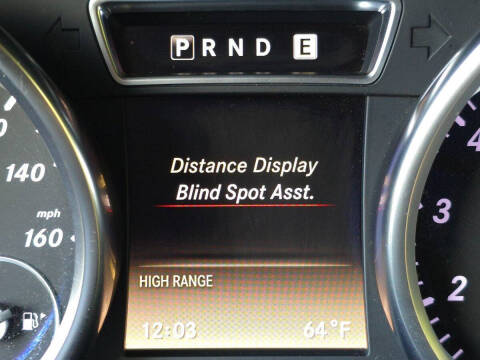 P R N D E
Distance Display
Blind Spot Asst.
HIGH RANGE
12:03 64°F
140
mph
160
4
3
2